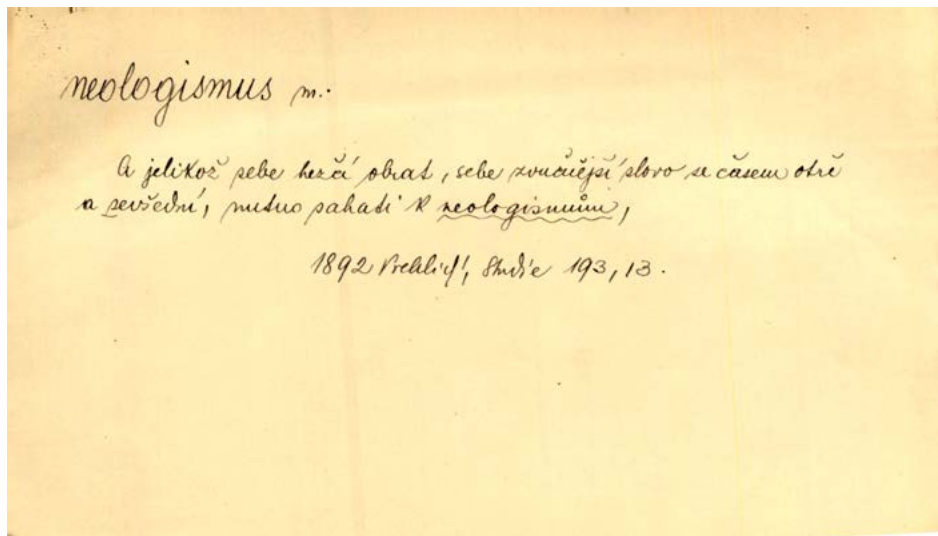 neologismus m.
A jelikož sebe hezčí obrat, sebe zvučnější slovo se časem otře
a sevšední, nutno sahati k neologismům,
1892 Vrchlický, Studie 193, 13.